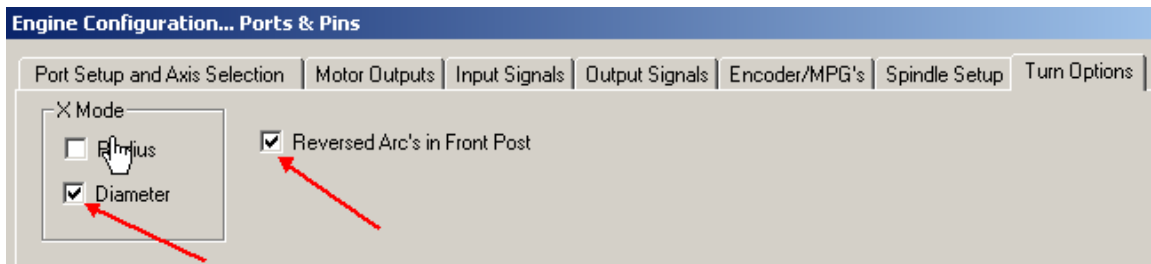 Engine Configuration... Ports & Pins
Port Setup and Axis Selection Motor Outputs Input Signals Output Signals Encoder/MPG's Spindle Setup Turn Options
X Mode
Reversed Arc's in Front Post
Diameter